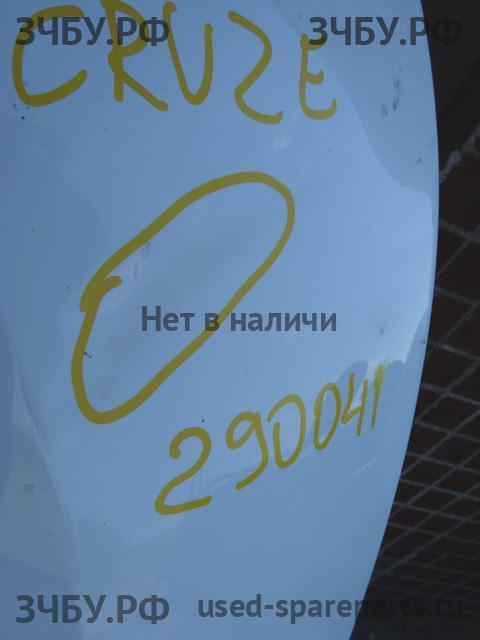 ЗЧБУ.РФ ЗЧБУ.РФ
CRUZE
Нет в наличи
290041
ЗЧБУ.РФ used-spareparts.ru